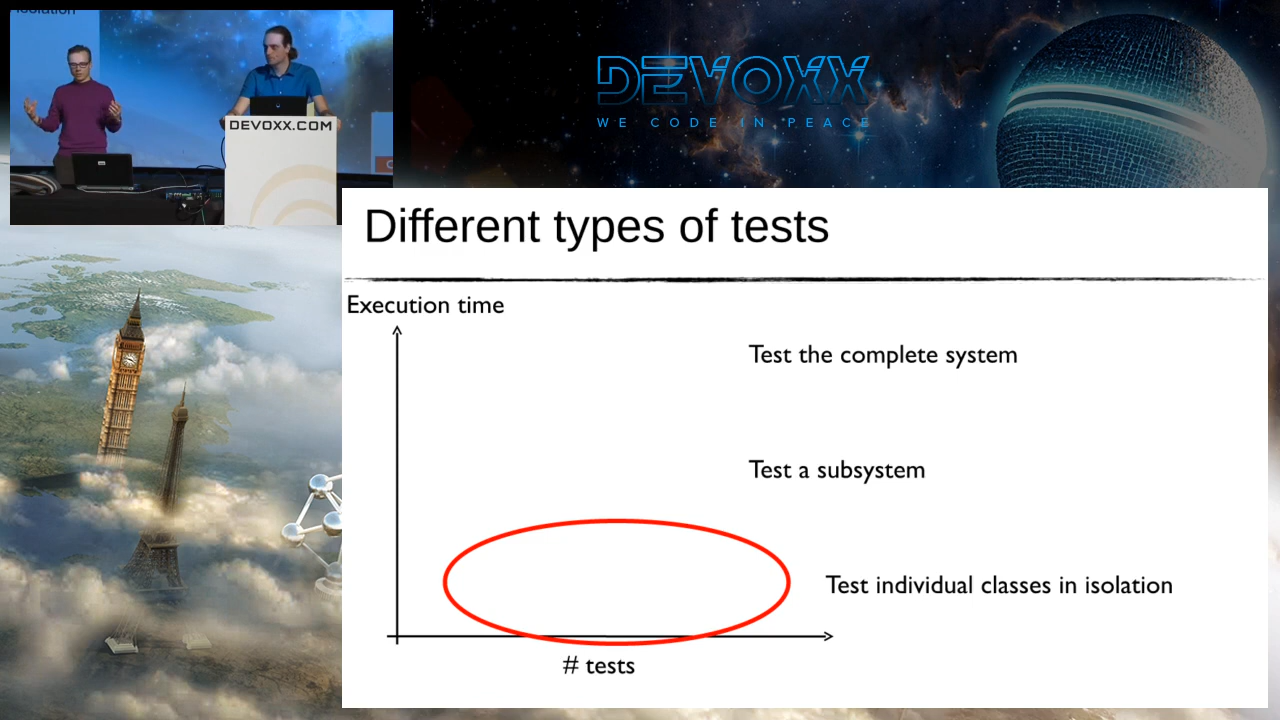 isolation
DEVOXX
WE CODE IN PEACE
DEVOXX.COM
Different types of tests
Execution time
Test the complete system
Test a subsystem
Test individual classes in isolation
# tests